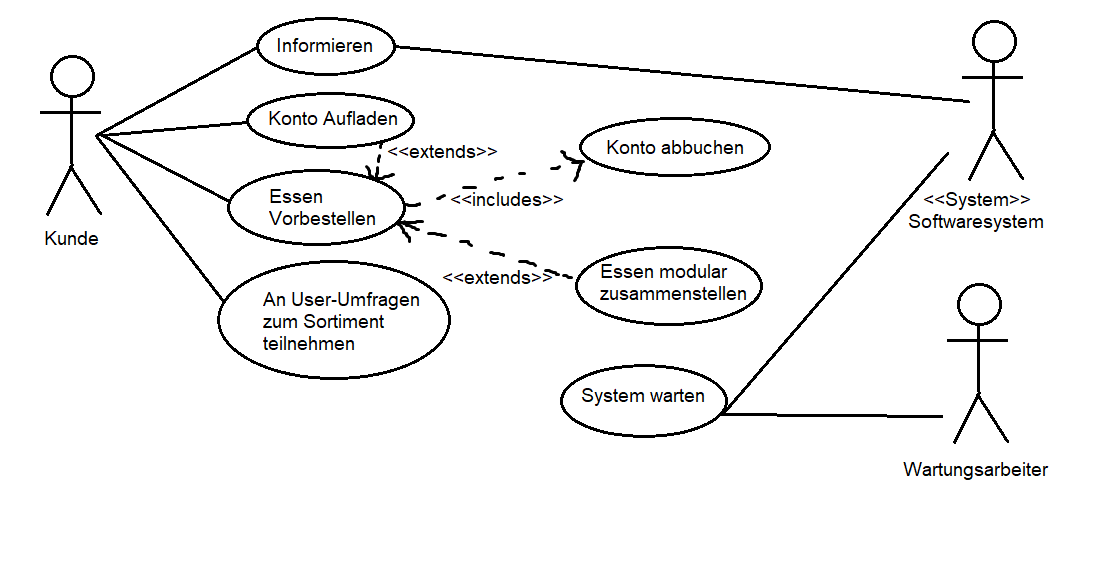 Informieren
Konto Aufladen
<<extends>>
Konto abbuchen
Essen
Vorbestellen
<<includes>>
<<System>>
Softwaresystem
Kunde
<<extends>>
Essen modular
zusammenstellen
An User-Umfragen
zum Sortiment
teilnehmen
System warten
Wartungsarbeiter